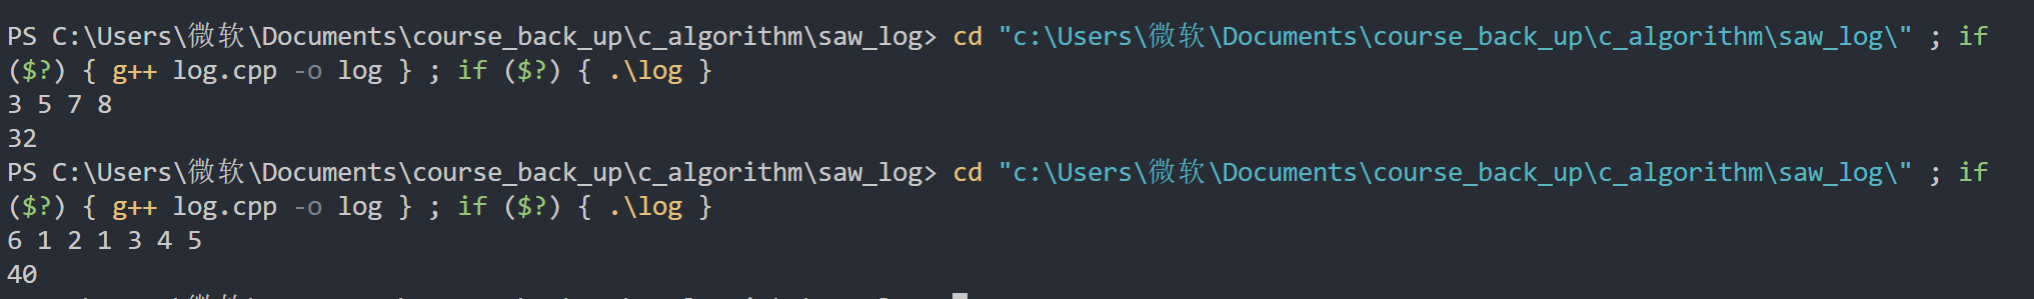 PS C:\Users\微软\Documents\course_back_up\c_algorithm\saw_log> cd "c:\Users\微软\Documents\course_back_up\c_algorithm\saw_log\" ; if
($?) { g++ log.cpp -o log } ; if ($?) { .\log }
3 5 7 8
32
PS C:\Users\微软\Documents\course_back_up\c_algorithm\saw_log> cd "c:\Users\微软\Documents\course_back_up\c_algorithm\saw_log\" ; if
($?) { g++ log.cpp -o log } ; if ($?) { .\log }
6 1 2 1 3 4 5
40